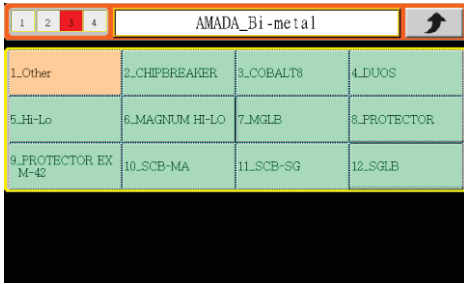 1 2 3 4 AMADA_Bi-metal
1_Other 2_CHIPBREAKER 3_COBALT8 4_DUOS
5_Hi-Lo 6_MAGNUM HI-LO 7_MGLB 8_PROTECTOR
9_PROTECTOR EX 10_SCB-MA 11_SCB-SG 12_SGLB
M-42